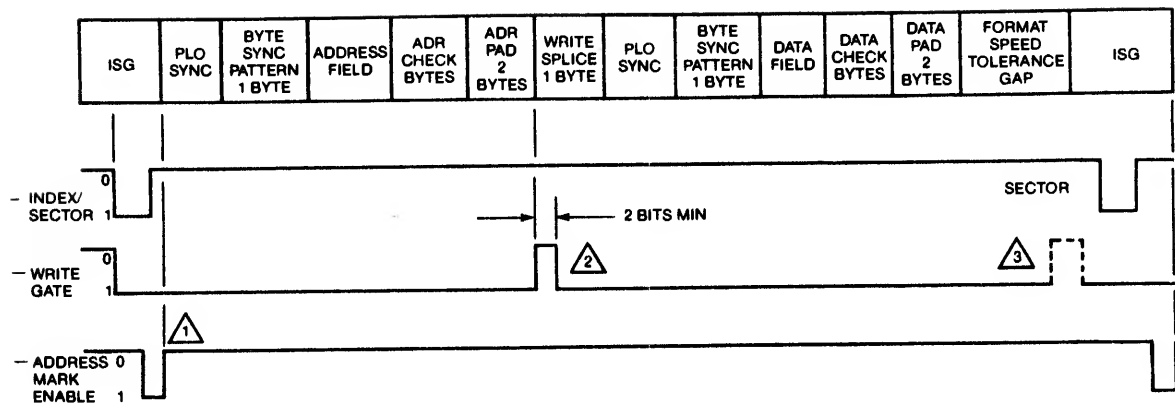 ISG
PLO
SYNC
BYTE
SYNC
PATTERN
1 BYTE
ADDRESS
FIELD
ADR
CHECK
BYTES
ADR
PAD
2
BYTES
WRITE
SPLICE
1 BYTE
PLO
SYNC
BYTE
SYNC
PATTERN
1 BYTE
DATA
FIELD
DATA
CHECK
BYTES
DATA
PAD
2
BYTES
FORMAT
SPEED
TOLERANCE
GAP
ISG
0
– INDEX/
SECTOR 1
SECTOR
2 BITS MIN
0
– WRITE
GATE 1
2
3
1
– ADDRESS 0
MARK
ENABLE 1